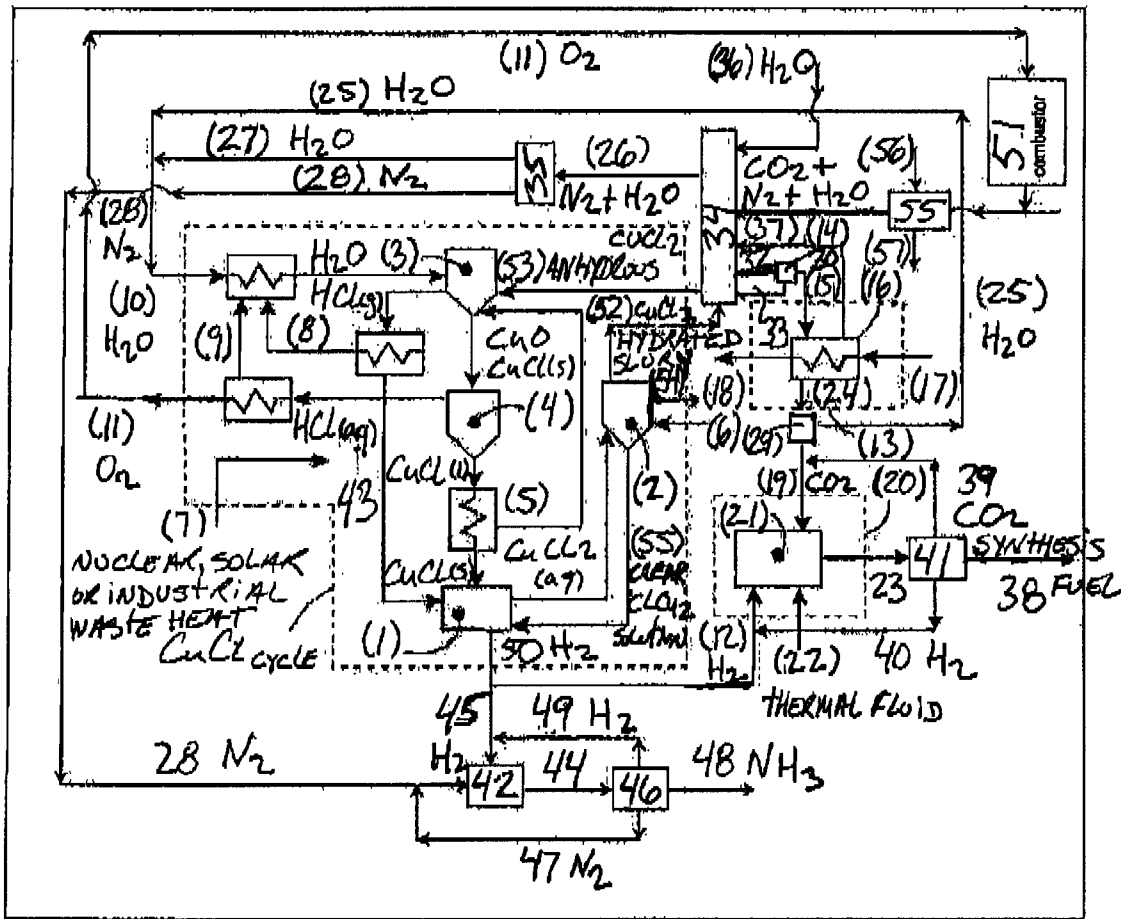 (11) O2
(36) H2O
(25) H2O
51
combustor
(27) H2O
(28) N2
35
(26)
N2 + H2O
34
CO2 +
N2 + H2O
(56)
55
(57)
(28)
N2
(37)
(14)
(15)
(16)
33
CuCL2
H2O
(3)
(53) ANHYDROUS
HCl(g)
(10)
H2O
(9)
(8)
(52) CuCl2
HYDRATED
SLURRY
(54)
CuO
CuCl(s)
(25)
H2O
(18)
(24)
(17)
(4)
(11)
O2
HCl(aq)
(6)
(29)
(13)
CuCl(l)
(2)
(19)
CO2
(20)
39
CO2
43
(5)
(7)
NUCLEAR, SOLAR
OR INDUSTRIAL
WASTE HEAT
CuCl CYCLE
CuCL2
(aq)
(55)
CLEAR
SOLUTION)
(21)
41
SYNTHESIS
38 FUEL
23
CuCl(s)
(1)
50 H2
(12)
H2
(22)
40 H2
THERMAL FLUID
45
H2
49 H2
28 N2
42
44
46
48 NH3
47 N2